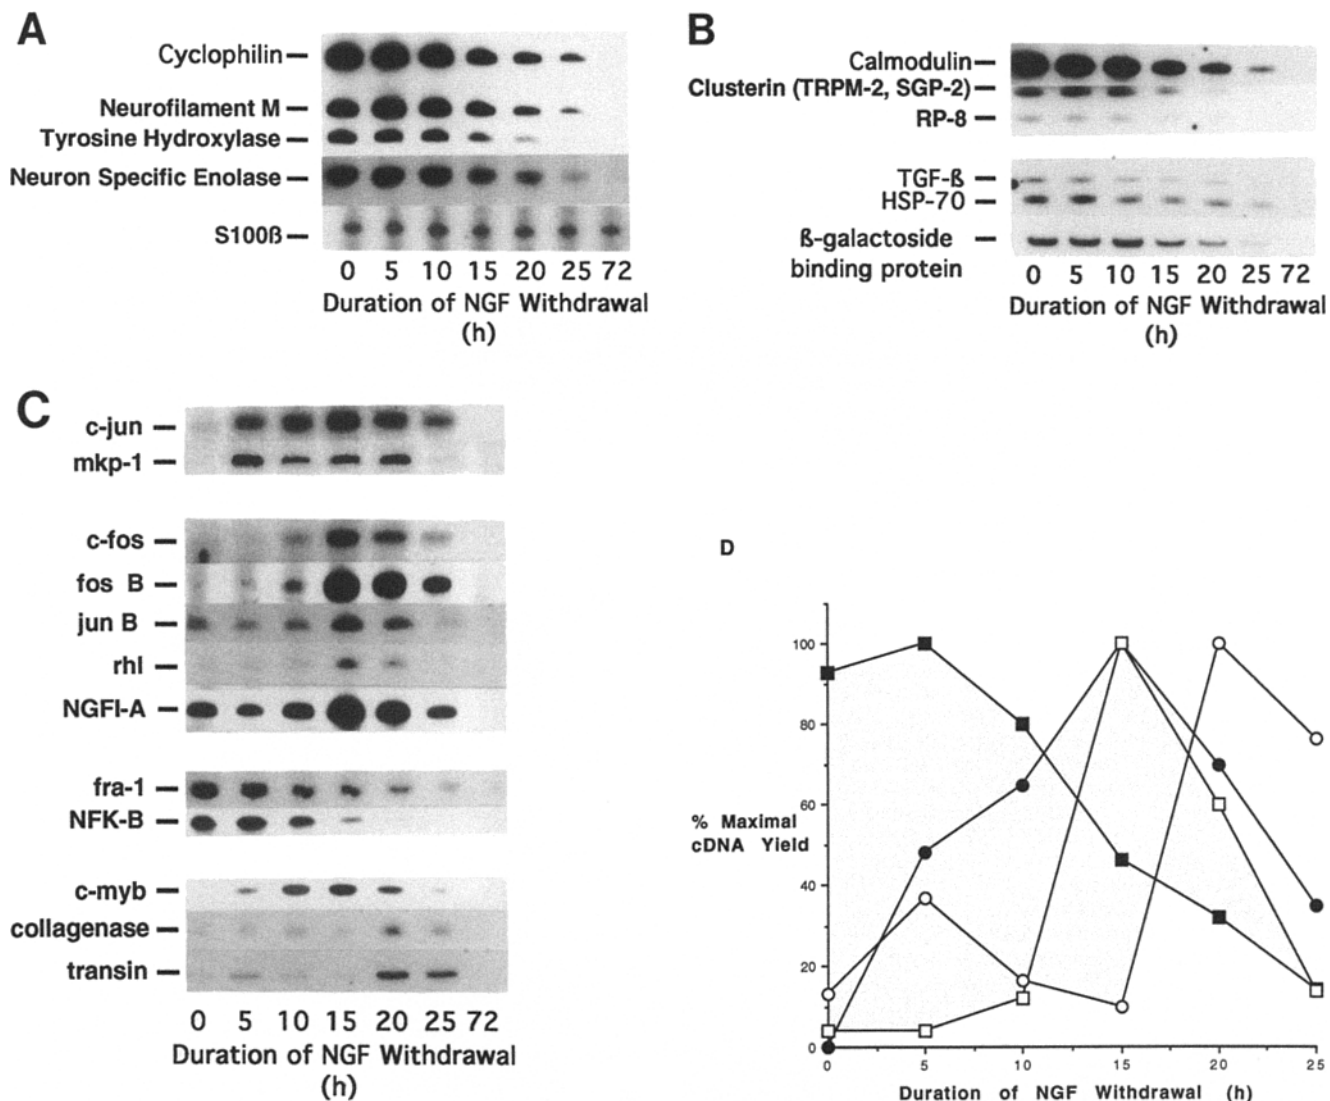 A
Cyclophilin
Neurofilament M
Tyrosine Hydroxylase
Neuron Specific Enolase
S100ß
0 5 10 15 20 25 72
Duration of NGF Withdrawal
(h)
B
Calmodulin
Clusterin (TRPM-2, SGP-2)
RP-8
TGF-ß
HSP-70
ß-galactoside
binding protein
0 5 10 15 20 25 72
Duration of NGF Withdrawal
(h)
C
c-jun
mkp-1
c-fos
fos B
jun B
rhl
NGFI-A
fra-1
NFK-B
c-myb
collagenase
transin
0 5 10 15 20 25 72
Duration of NGF Withdrawal
(h)
D
100
80
60
% Maximal
cDNA Yield
40
20
0
0 5 10 15 20 25
Duration of NGF Withdrawal (h)